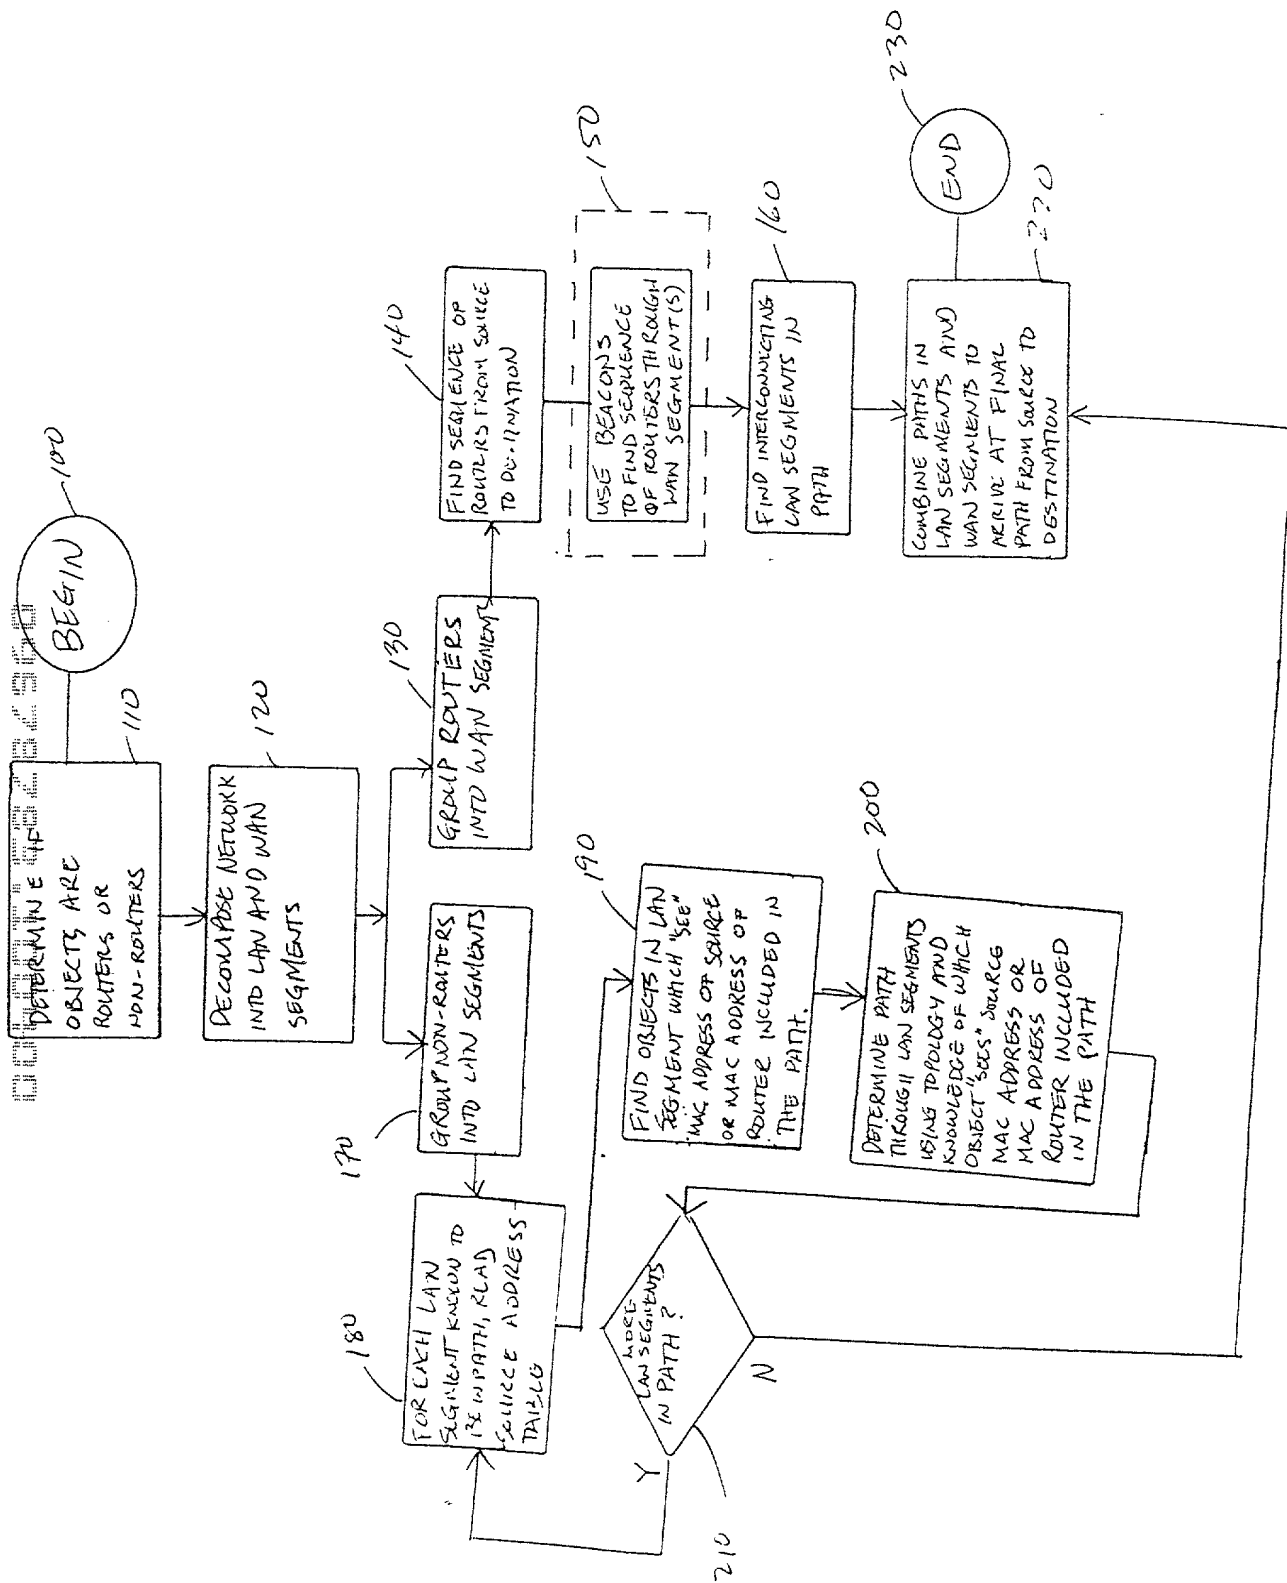 BEGIN
100
DETERMINE IF
OBJECTS ARE
ROUTERS OR
NON-ROUTERS
110
DECOMPOSE NETWORK
INTO LAN AND WAN
SEGMENTS
120
GROUP ROUTERS
INTO WAN SEGMENTS
130
FIND SEQUENCE OF
ROUTERS FROM SOURCE
TO
140
USE BEACONS
TO FIND SEQUENCE
OF ROUTERS THROUGH
WAN SEGMENT(S)
150
FIND INTERCONNECTING
LAN SEGMENTS IN
PATH
160
COMBINE PATHS IN
LAN SEGMENTS AND
WAN SEGMENTS TO
ARRIVE AT FINAL
PATH FROM SOURCE TO
DESTINATION
220
END
230
GROUP NON-ROUTERS
INTO LAN SEGMENTS
170
FOR EACH LAN
SEGMENT KNOWN TO
BE IN PATH, READ
SOURCE ADDRESS
TABLE
180
FIND OBJECTS IN LAN
SEGMENT WHICH "SEE"
MAC ADDRESS OF SOURCE
OR MAC ADDRESS OF
ROUTER INCLUDED IN
THE PATH.
190
DETERMINE PATH
THROUGH LAN SEGMENTS
USING TOPOLOGY AND
KNOWLEDGE OF WHICH
OBJECT "SEES" SOURCE
MAC ADDRESS OR
MAC ADDRESS OF
ROUTER INCLUDED
IN THE PATH
200
MORE
LAN SEGMENTS
IN PATH?
Y
N
210